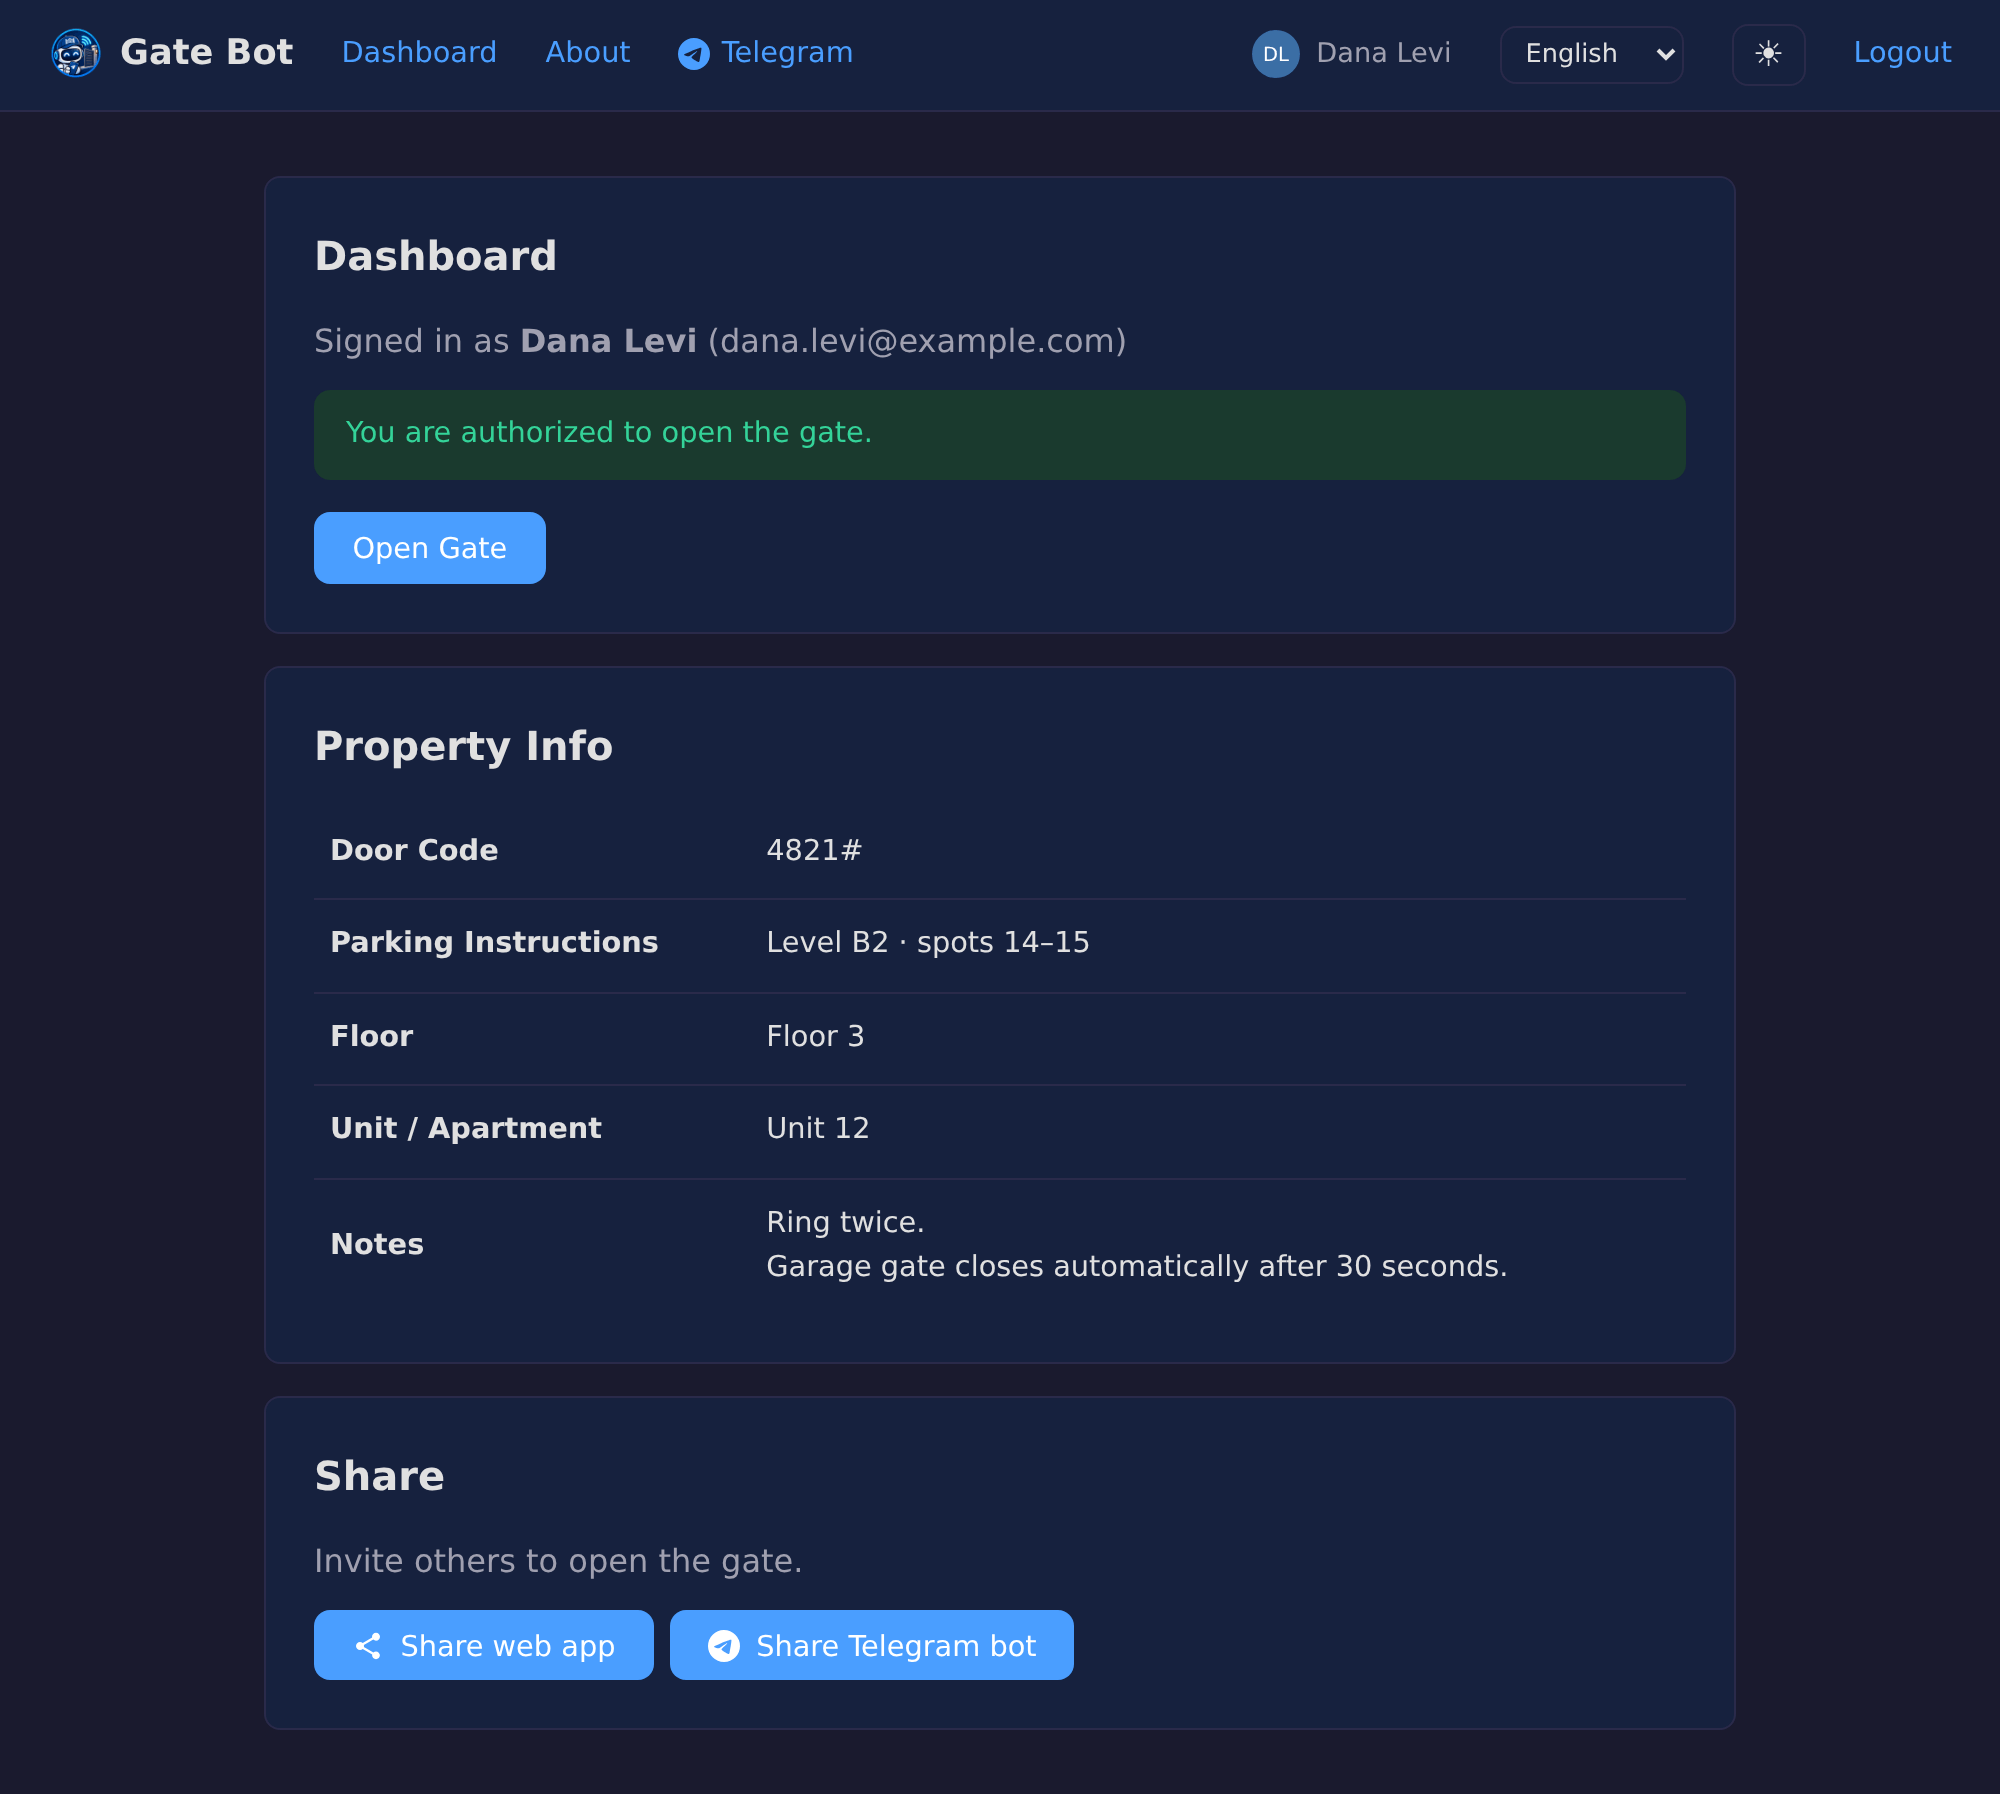 Gate Bot
Dashboard
About
Telegram
DL
Dana Levi
English
Logout
Dashboard
Signed in as Dana Levi (dana.levi@example.com)
You are authorized to open the gate.
Open Gate
Property Info
Door Code 4821#
Parking Instructions Level B2 · spots 14–15
Floor Floor 3
Unit / Apartment Unit 12
Notes Ring twice.
Garage gate closes automatically after 30 seconds.
Share
Invite others to open the gate.
Share web app
Share Telegram bot